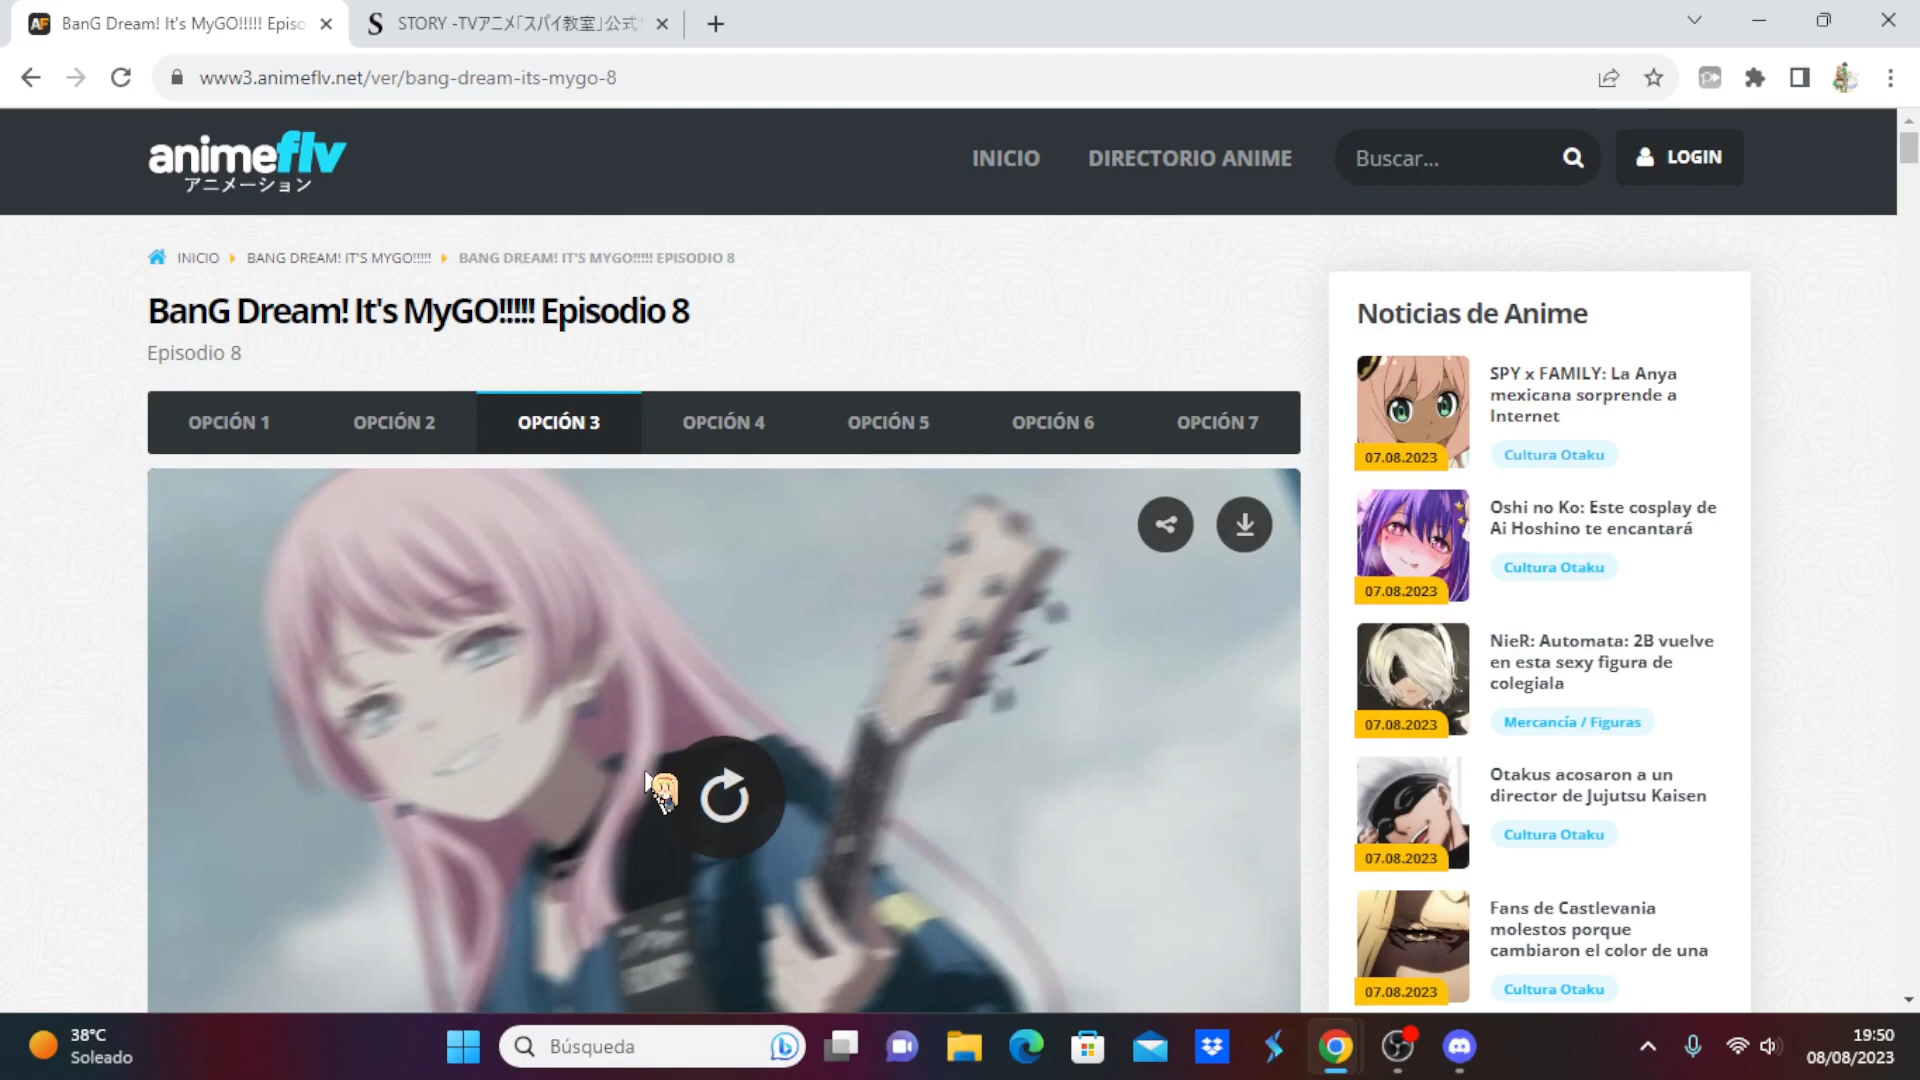 BanG Dream! It's MyGO!!!!! Episo
STORY -TVアニメ「スパイ教室」公式
www3.animeflv.net/ver/bang-dream-its-mygo-8
animeflv
アニメーション
INICIO
DIRECTORIO ANIME
Buscar...
LOGIN
INICIO
BANG DREAM! IT'S MYGO!!!!!
BANG DREAM! IT'S MYGO!!!!! EPISODIO 8
BanG Dream! It's MyGO!!!!! Episodio 8
Episodio 8
OPCIÓN 1
OPCIÓN 2
OPCIÓN 3
OPCIÓN 4
OPCIÓN 5
OPCIÓN 6
OPCIÓN 7
Noticias de Anime
SPY x FAMILY: La Anya
mexicana sorprende a
Internet
Cultura Otaku
07.08.2023
Oshi no Ko: Este cosplay de
Ai Hoshino te encantará
Cultura Otaku
07.08.2023
NieR: Automata: 2B vuelve
en esta sexy figura de
colegiala
Mercancía / Figuras
07.08.2023
Otakus acosaron a un
director de Jujutsu Kaisen
Cultura Otaku
07.08.2023
Fans de Castlevania
molestos porque
cambiaron el color de una
Cultura Otaku
07.08.2023
38°C
Soleado
Búsqueda
19:50
08/08/2023